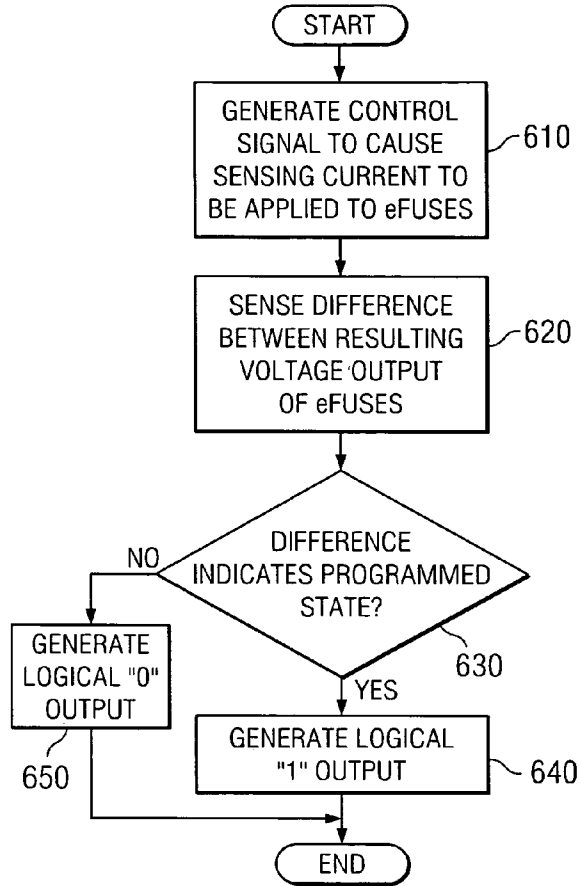 START
GENERATE CONTROL
SIGNAL TO CAUSE
SENSING CURRENT TO
BE APPLIED TO eFUSES
610
SENSE DIFFERENCE
BETWEEN RESULTING
VOLTAGE OUTPUT
OF eFUSES
620
DIFFERENCE
INDICATES PROGRAMMED
STATE?
630
NO
YES
GENERATE
LOGICAL "0"
OUTPUT
650
GENERATE LOGICAL
"1" OUTPUT
640
END